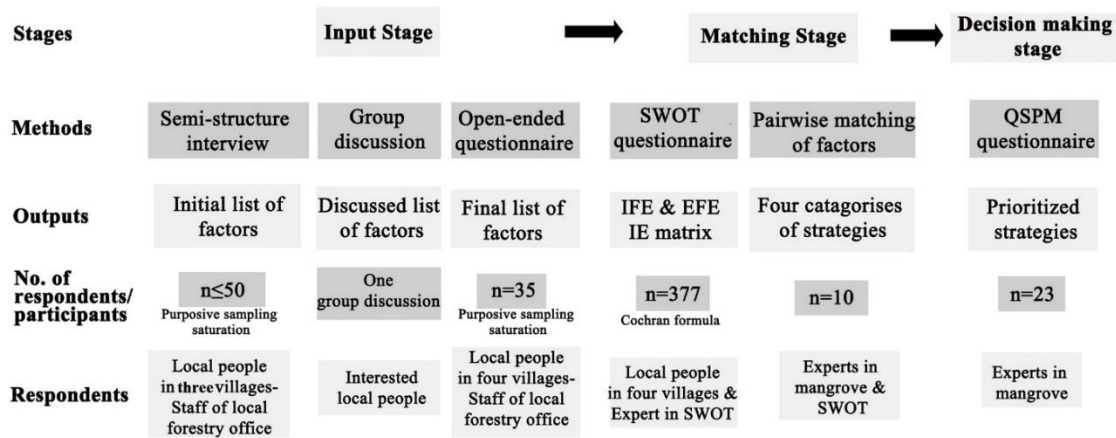 Stages
Input Stage
Matching Stage
Decision making
stage
Methods
Semi-structure
interview
Group
discussion
Open-ended
questionnaire
SWOT
questionnaire
Pairwise matching
of factors
QSPM
questionnaire
Outputs
Initial list of
factors
Discussed list
of factors
Final list of
factors
IFE & EFE
IE matrix
Four catagorises
of strategies
Prioritized
strategies
No. of
respondents/
participants
n≤50
Purposive sampling
saturation
One
group discussion
n=35
Purposive sampling
saturation
n=377
Cochran formula
n=10
n=23
Respondents
Local people
in three villages-
Staff of local
forestry office
Interested
local people
Local people
in four villages-
Staff of local
forestry office
Local people
in four villages &
Expert in SWOT
Experts in
mangrove &
SWOT
Experts in
mangrove